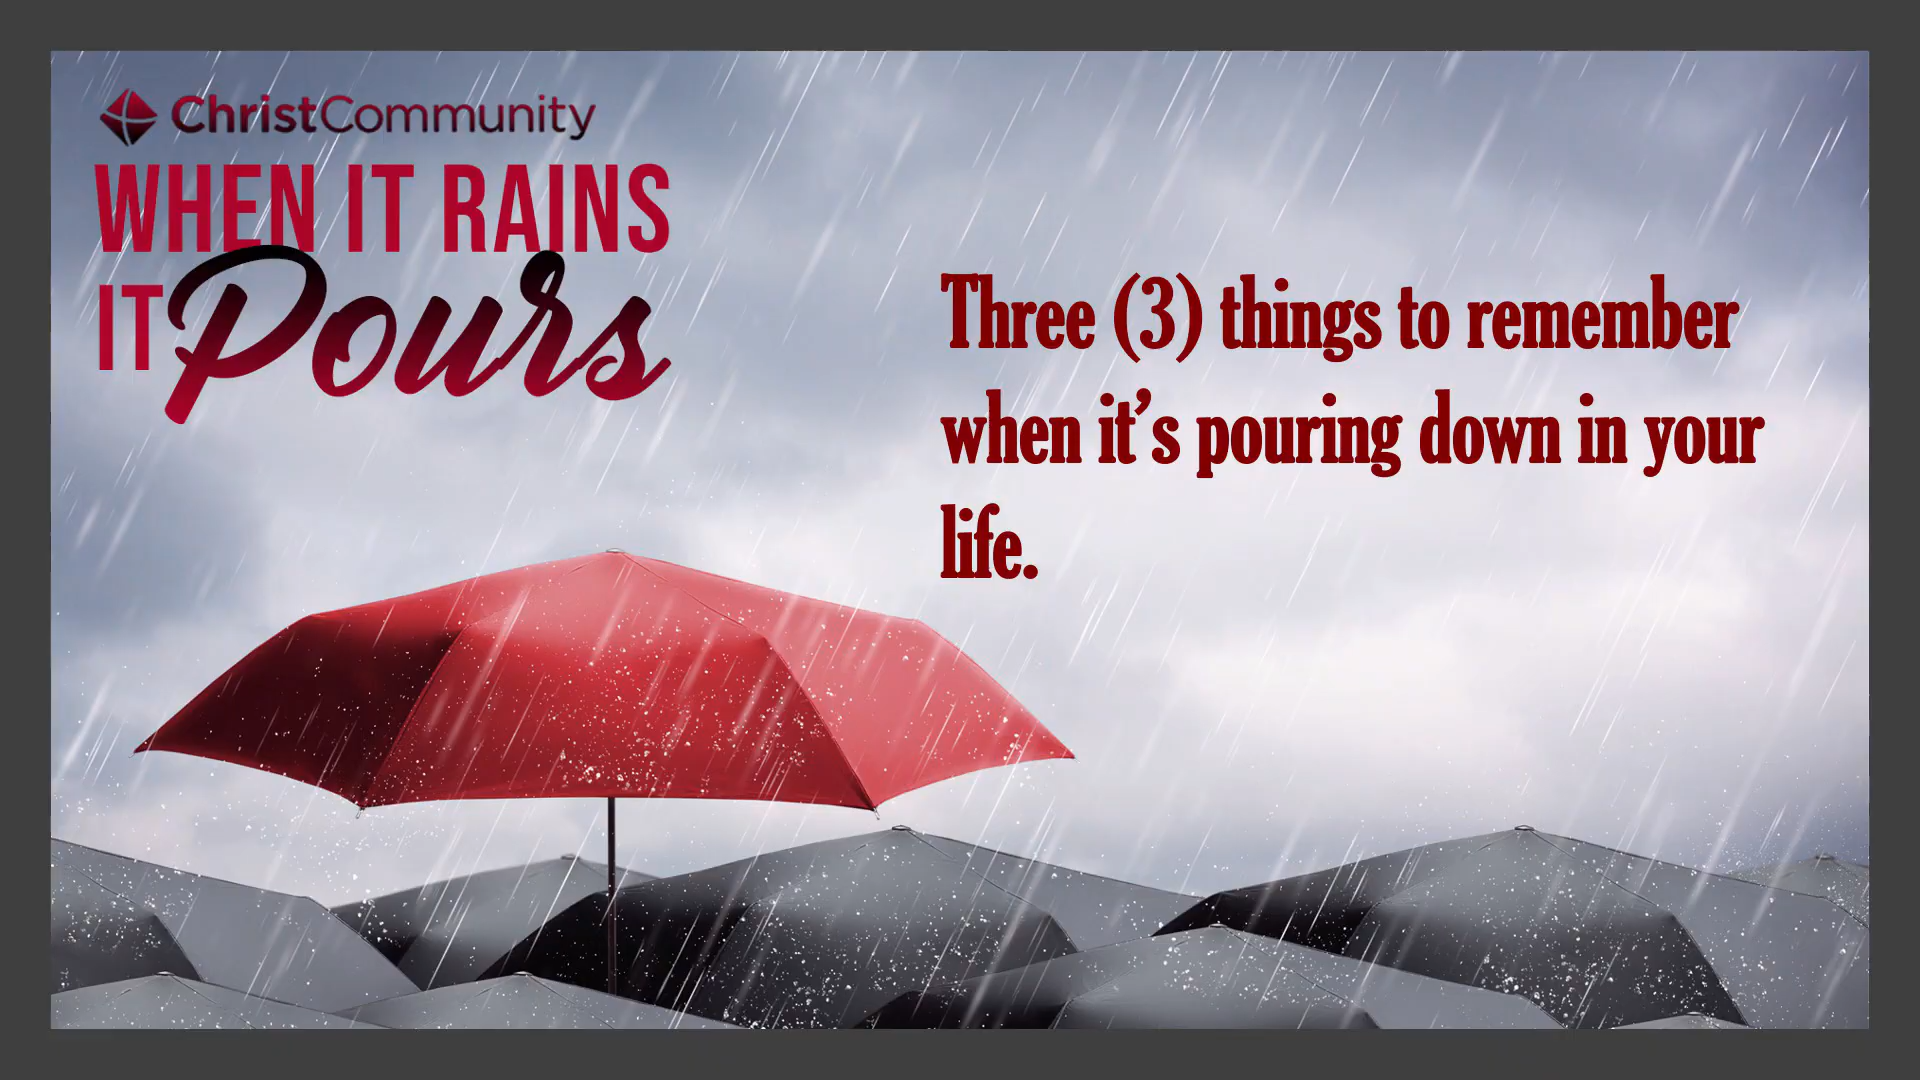 ChristCommunity
WHEN IT RAINS
IT Pours
Three (3) things to remember
when it’s pouring down in your
life.